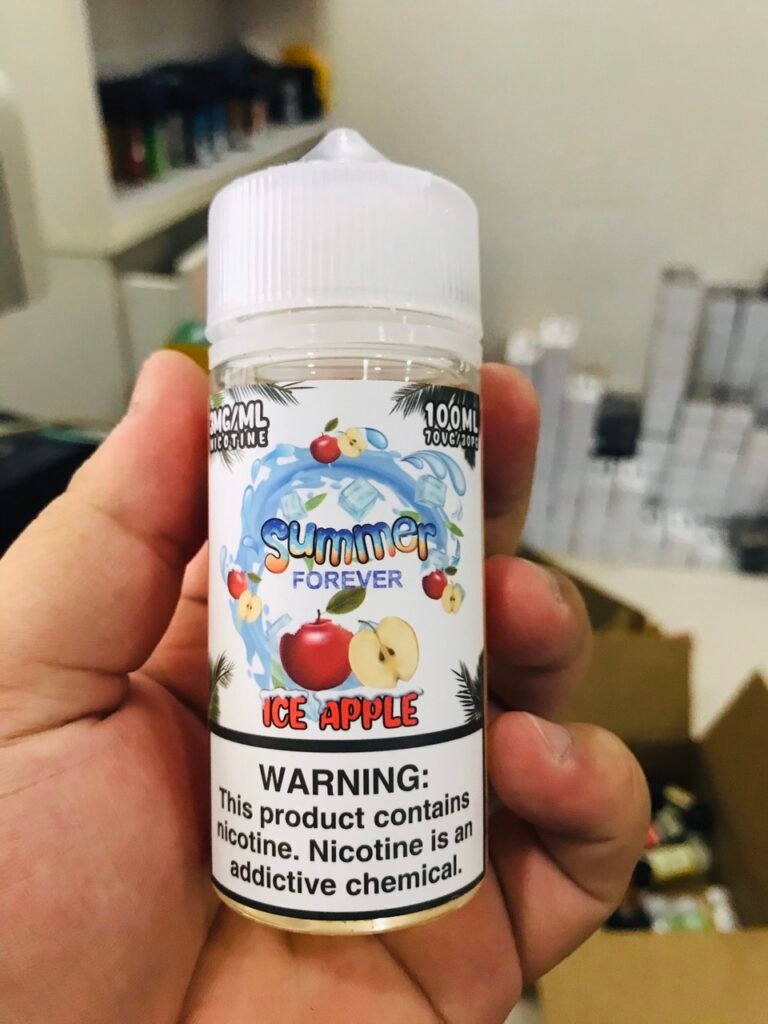 MG/ML
NICOTINE
100ML
70VG/30PG
Summer
FOREVER
ICE APPLE
WARNING:
This product contains
nicotine. Nicotine is an
addictive chemical.